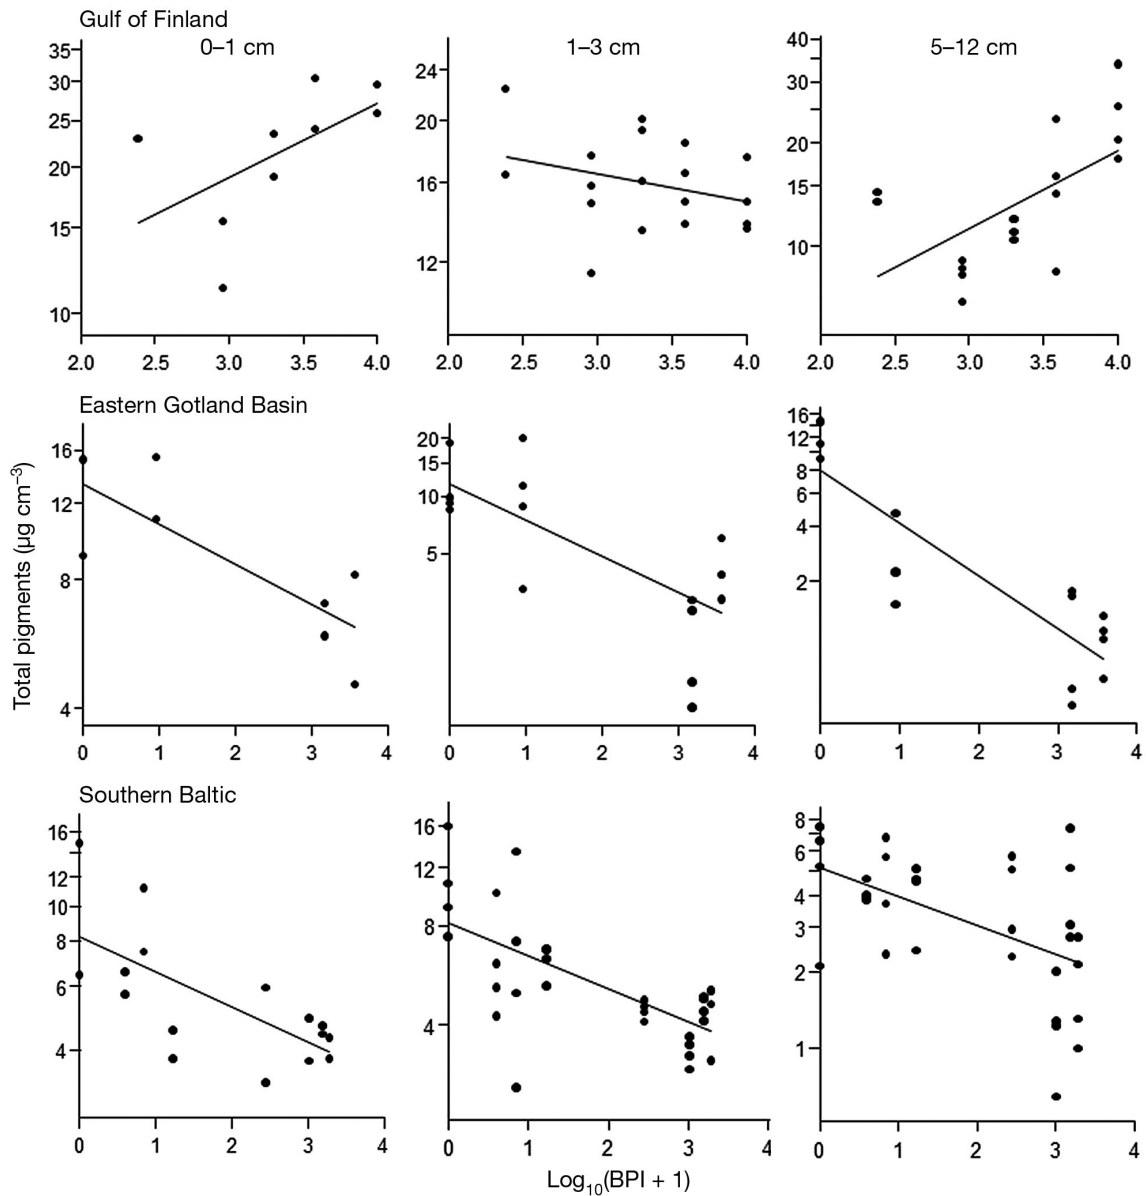 Gulf of Finland
0–1 cm
1–3 cm
5–12 cm
35
30
25
20
15
10
2.0 2.5 3.0 3.5 4.0
24
20
16
12
2.0 2.5 3.0 3.5 4.0
40
30
20
15
10
2.0 2.5 3.0 3.5 4.0
Eastern Gotland Basin
16
12
8
4
0 1 2 3 4
20
15
10
5
0 1 2 3 4
16
12
8
6
4
2
0 1 2 3 4
Total pigments (µg cm–3)
Southern Baltic
16
12
10
8
6
4
0 1 2 3 4
16
12
8
4
0 1 2 3 4
8
6
4
3
2
1
0 1 2 3 4
Log10(BPI + 1)